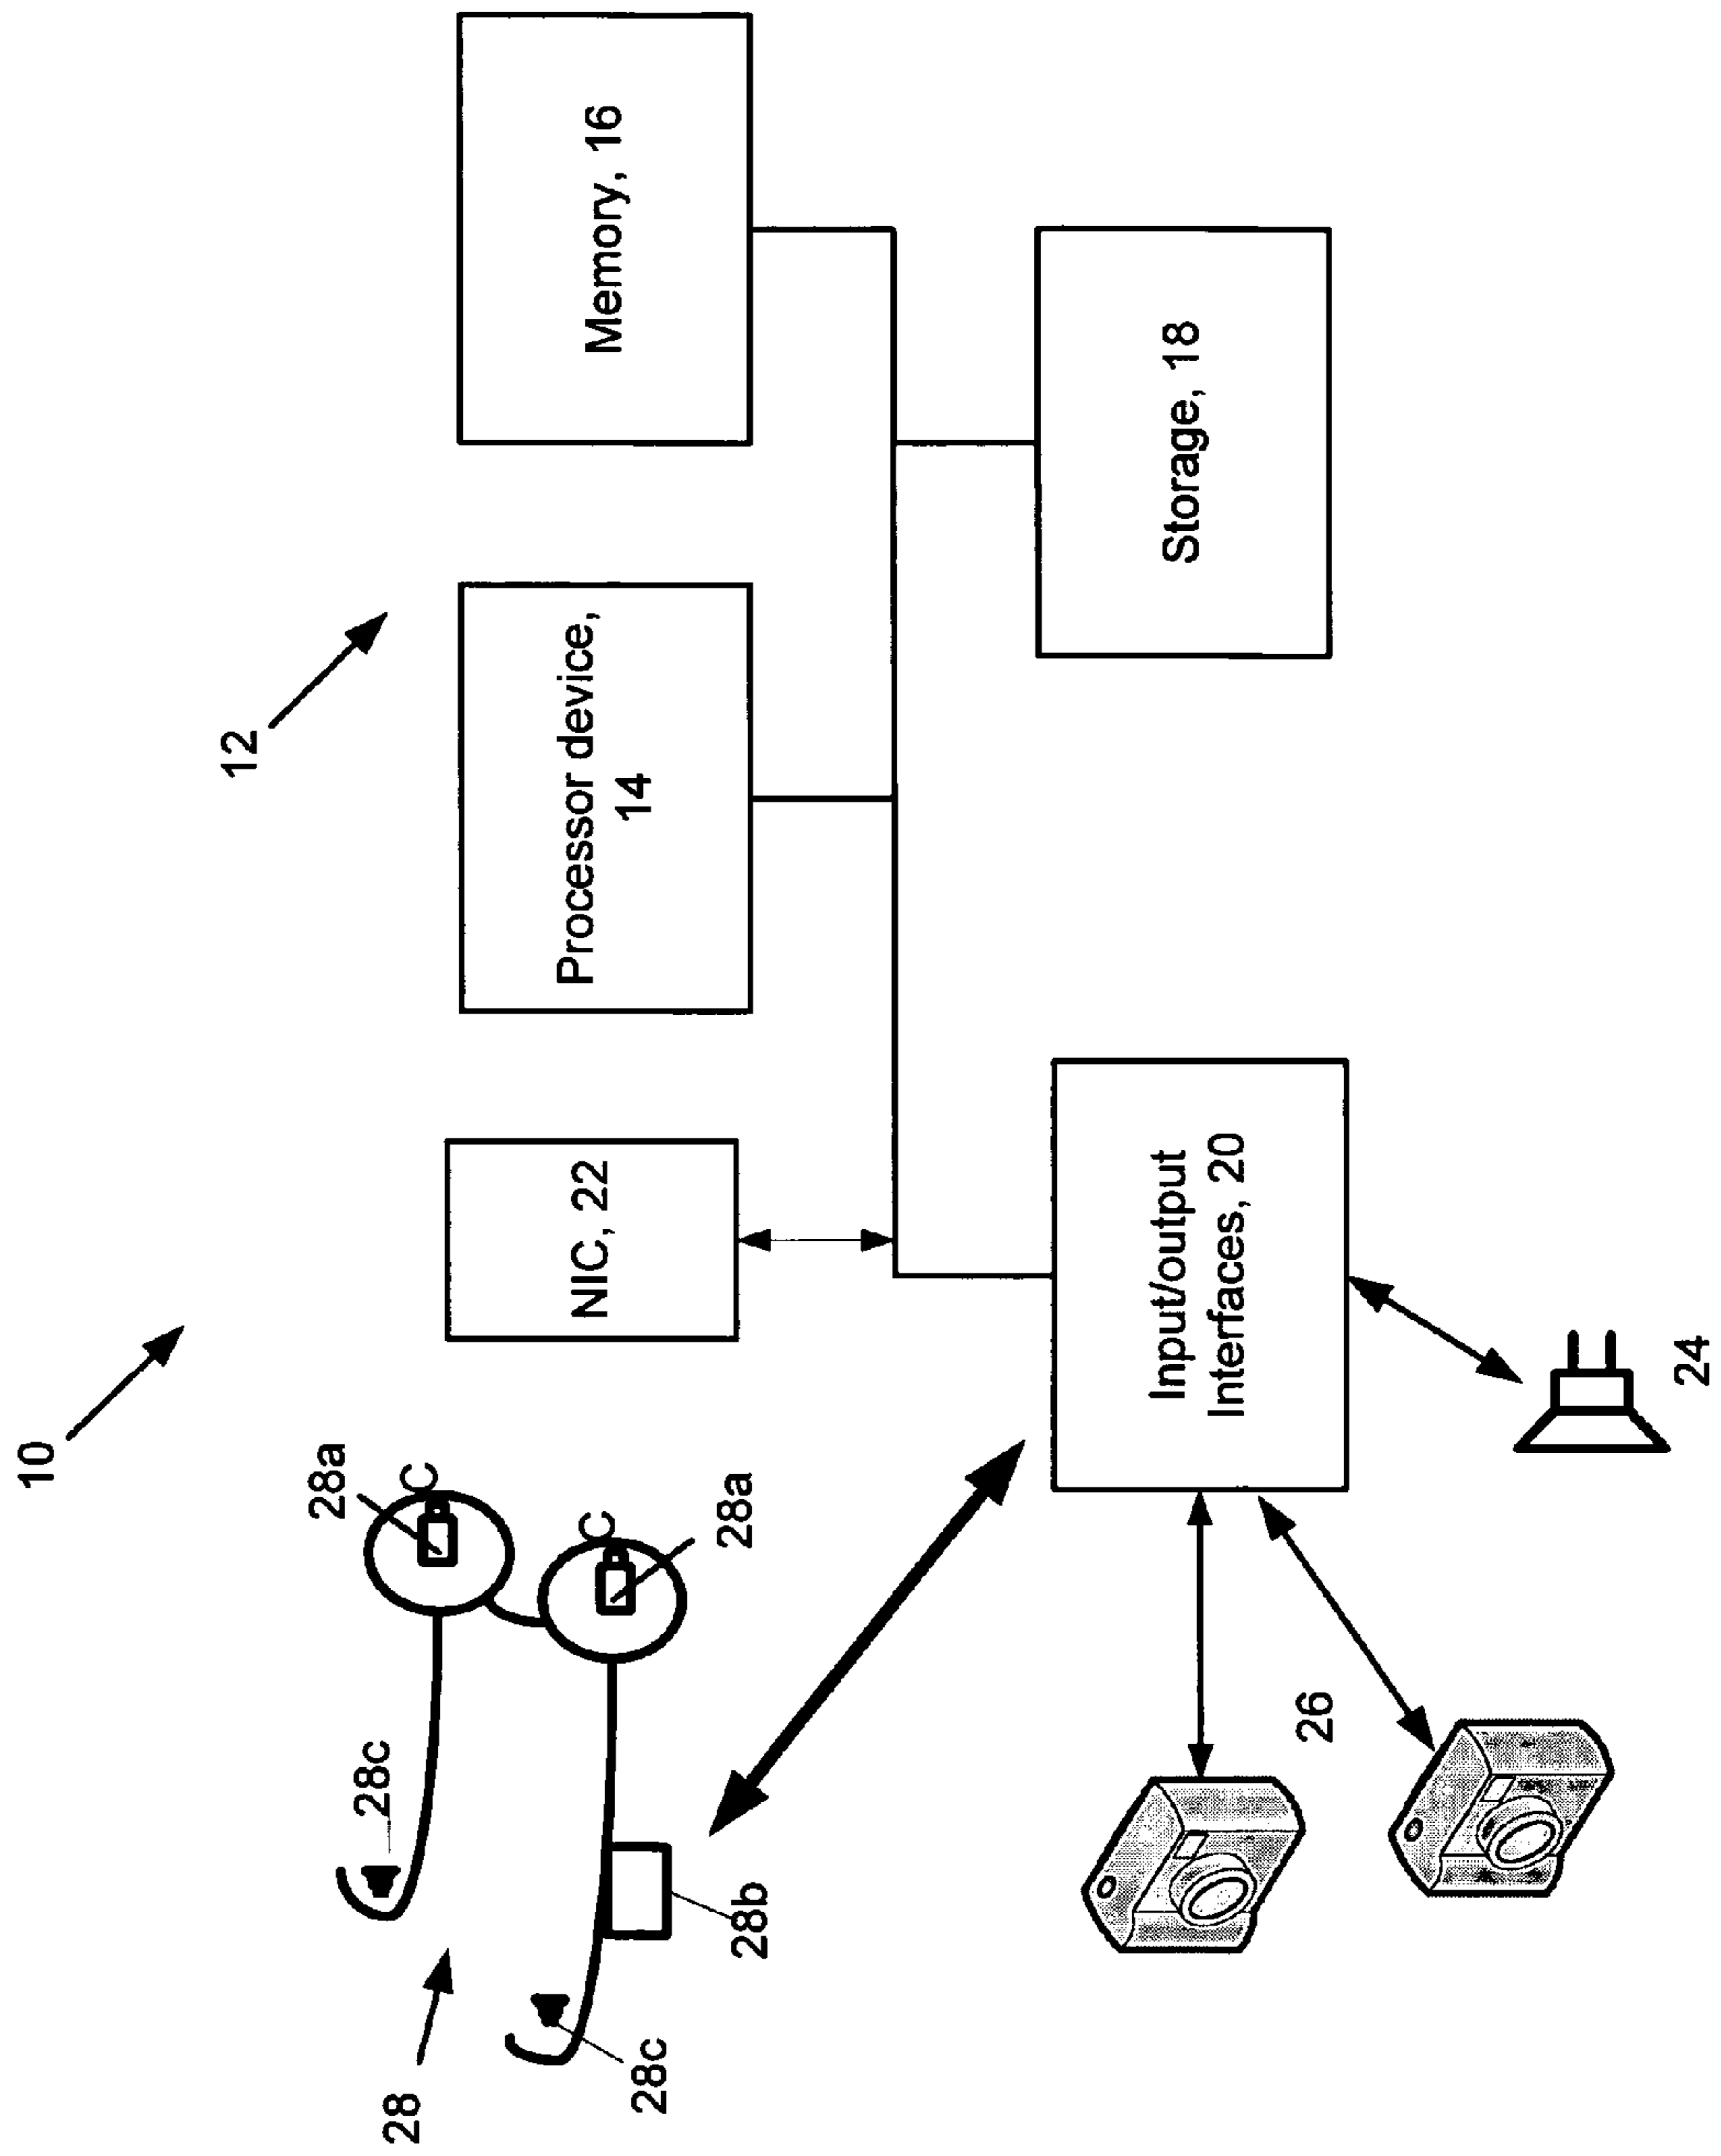 10
12
28
28c
28a
C
28c
28b
C
28a
NIC, 22
Processor device,
14
Memory, 16
26
Input/output
Interfaces, 20
24
Storage, 18